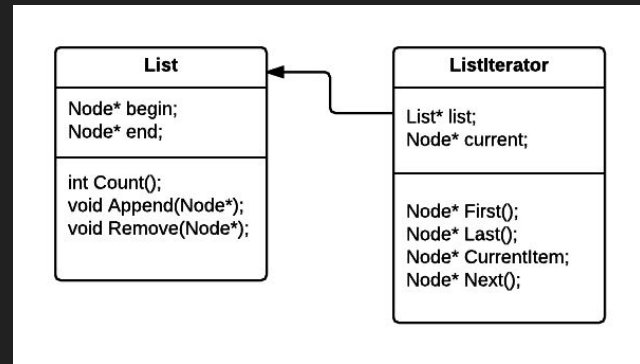 List
Node* begin;
Node* end;
int Count();
void Append(Node*);
void Remove(Node*);
ListIterator
List* list;
Node* current;
Node* First();
Node* Last();
Node* CurrentItem;
Node* Next();